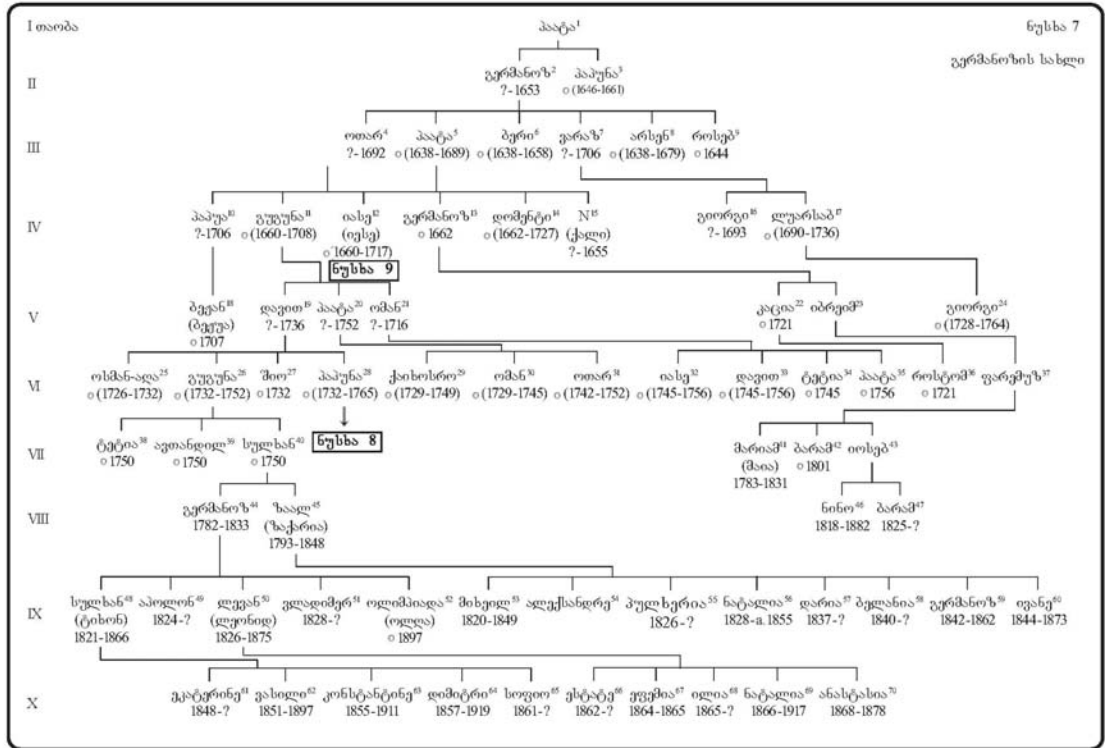 I თაობა პაატა¹ ნუსხა 7
გერმანოზის სახლი
II გერმანოზ² პაპუნა³
?-1653 ○(1646-1661)
III ოთარ⁴ პაატა⁵ ბერი⁶ ვარაზ⁷ არსენ⁸ როსებ⁹
?-1692 ○(1638-1689) ○(1638-1658) ?-1706 ○(1638-1679) ○1644
IV პაპუა¹⁰ გუგუნა¹¹ იასე¹² გერმანოზ¹³ დომენტი¹⁴ N¹⁵ გიორგი¹⁶ ლუარსაბ¹⁷
?-1706 ○(1660-1708) (იესე) ○1662 ○(1662-1727) (ქალი) ?-1693 ○(1690-1736)
○1660-1717) ?-1655
ნუსხა 9
V ბეჟან¹⁸ დავით¹⁹ პაატა²⁰ ომან²¹ კაცია²² იბრეიმ²³ გიორგი²⁴
(ბეჟუა) ?-1736 ?-1752 ?-1716 ○1721 ○(1728-1764)
○1707
VI ოსმან-აღა²⁵ გუგუნა²⁶ შიო²⁷ პაპუნა²⁸ ქაიხოსრო²⁹ ომან³⁰ ოთარ³¹ იასე³² დავით³³ ტეტია³⁴ პაატა³⁵ როსტომ³⁶ ფარემუზ³⁷
○(1726-1732) ○(1732-1752) ○1732 (1732-1765) ○(1729-1749) ○(1729-1745) ○(1742-1752) ○(1745-1756) ○(1745-1756) ○1745 ○1756 ○1721
VII ტეტია³⁸ ავთანდილ³⁹ სულხან⁴⁰ ნუსხა 8 მარიამ⁴¹ ბარამ⁴² იოსებ⁴³
○1750 ○1750 ○1750 (მაია) ○1801
1783-1831
VIII გერმანოზ⁴⁴ ზაალ⁴⁵ ნინო⁴⁶ ბარამ⁴⁷
1782-1833 (ზაქარია) 1818-1882 1825-?
1793-1848
IX სულხან⁴⁸ აპოლონ⁴⁹ ლევან⁵⁰ ვლადიმერ⁵¹ ოლიმპიადა⁵² მიხეილ⁵³ ალექსანდრე⁵⁴ პულხერია⁵⁵ ნატალია⁵⁶ დარია⁵⁷ ბელანია⁵⁸ გერმანოზ⁵⁹ ივანე⁶⁰
(ტიხონ) 1824-? (ლეონიდ) 1828-? (ოლღა) 1820-1849 1826-? 1828-a.1855 1837-? 1840-? 1842-1862 1844-1873
1821-1866 1826-1875 ○1897
X ეკატერინე⁶¹ ვასილი⁶² კონსტანტინე⁶³ დიმიტრი⁶⁴ სოფიო⁶⁵ ესტატე⁶⁶ ეფემია⁶⁷ ილია⁶⁸ ნატალია⁶⁹ ანასტასია⁷⁰
1848-? 1851-1897 1855-1911 1857-1919 1861-? 1862-? 1864-1865 1865-? 1866-1917 1868-1878